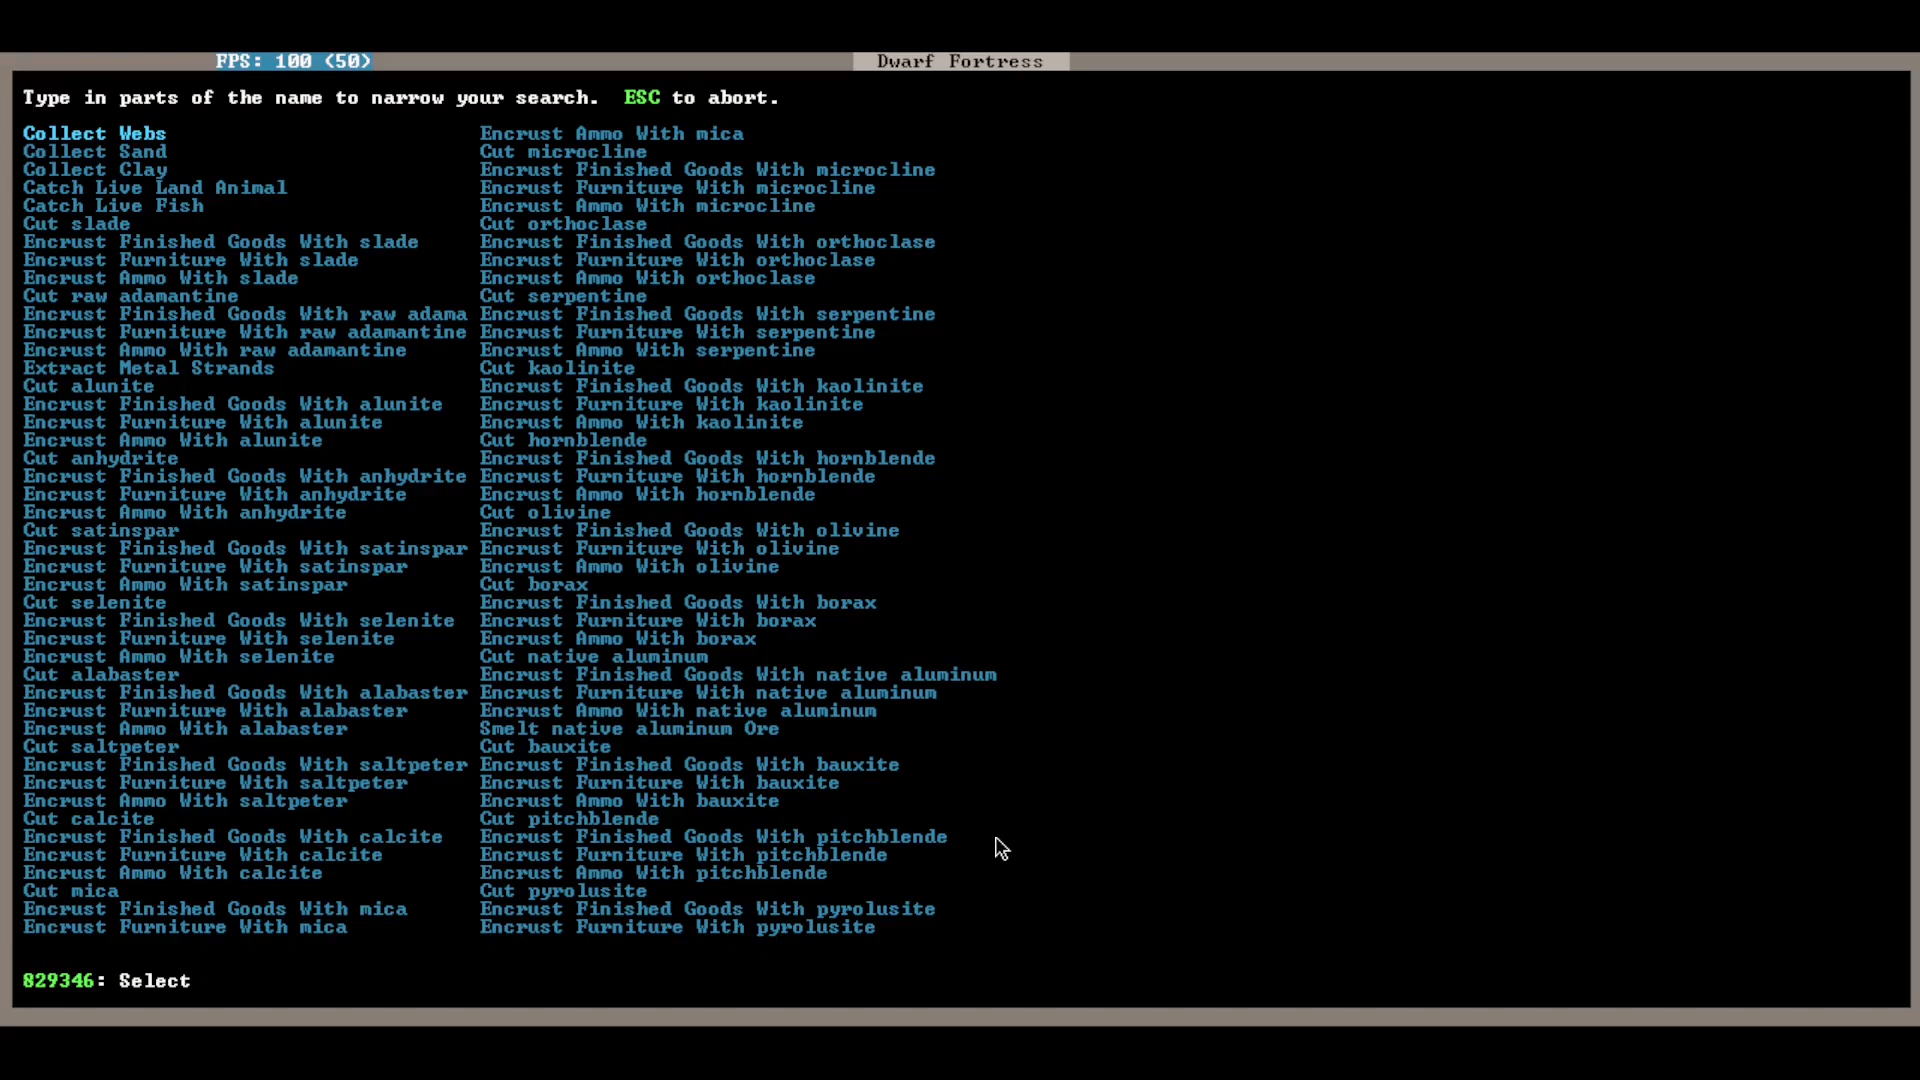 FPS: 100 (50)
Dwarf Fortress
Type in parts of the name to narrow your search.  ESC to abort.
Collect Webs
Collect Sand
Collect Clay
Catch Live Land Animal
Catch Live Fish
Cut slade
Encrust Finished Goods With slade
Encrust Furniture With slade
Encrust Ammo With slade
Cut raw adamantine
Encrust Finished Goods With raw adama
Encrust Furniture With raw adamantine
Encrust Ammo With raw adamantine
Extract Metal Strands
Cut alunite
Encrust Finished Goods With alunite
Encrust Furniture With alunite
Encrust Ammo With alunite
Cut anhydrite
Encrust Finished Goods With anhydrite
Encrust Furniture With anhydrite
Encrust Ammo With anhydrite
Cut satinspar
Encrust Finished Goods With satinspar
Encrust Furniture With satinspar
Encrust Ammo With satinspar
Cut selenite
Encrust Finished Goods With selenite
Encrust Furniture With selenite
Encrust Ammo With selenite
Cut alabaster
Encrust Finished Goods With alabaster
Encrust Furniture With alabaster
Encrust Ammo With alabaster
Cut saltpeter
Encrust Finished Goods With saltpeter
Encrust Furniture With saltpeter
Encrust Ammo With saltpeter
Cut calcite
Encrust Finished Goods With calcite
Encrust Furniture With calcite
Encrust Ammo With calcite
Cut mica
Encrust Finished Goods With mica
Encrust Furniture With mica
Encrust Ammo With mica
Cut microcline
Encrust Finished Goods With microcline
Encrust Furniture With microcline
Encrust Ammo With microcline
Cut orthoclase
Encrust Finished Goods With orthoclase
Encrust Furniture With orthoclase
Encrust Ammo With orthoclase
Cut serpentine
Encrust Finished Goods With serpentine
Encrust Furniture With serpentine
Encrust Ammo With serpentine
Cut kaolinite
Encrust Finished Goods With kaolinite
Encrust Furniture With kaolinite
Encrust Ammo With kaolinite
Cut hornblende
Encrust Finished Goods With hornblende
Encrust Furniture With hornblende
Encrust Ammo With hornblende
Cut olivine
Encrust Finished Goods With olivine
Encrust Furniture With olivine
Encrust Ammo With olivine
Cut borax
Encrust Finished Goods With borax
Encrust Furniture With borax
Encrust Ammo With borax
Cut native aluminum
Encrust Finished Goods With native aluminum
Encrust Furniture With native aluminum
Encrust Ammo With native aluminum
Smelt native aluminum Ore
Cut bauxite
Encrust Finished Goods With bauxite
Encrust Furniture With bauxite
Encrust Ammo With bauxite
Cut pitchblende
Encrust Finished Goods With pitchblende
Encrust Furniture With pitchblende
Encrust Ammo With pitchblende
Cut pyrolusite
Encrust Finished Goods With pyrolusite
Encrust Furniture With pyrolusite
829346: Select